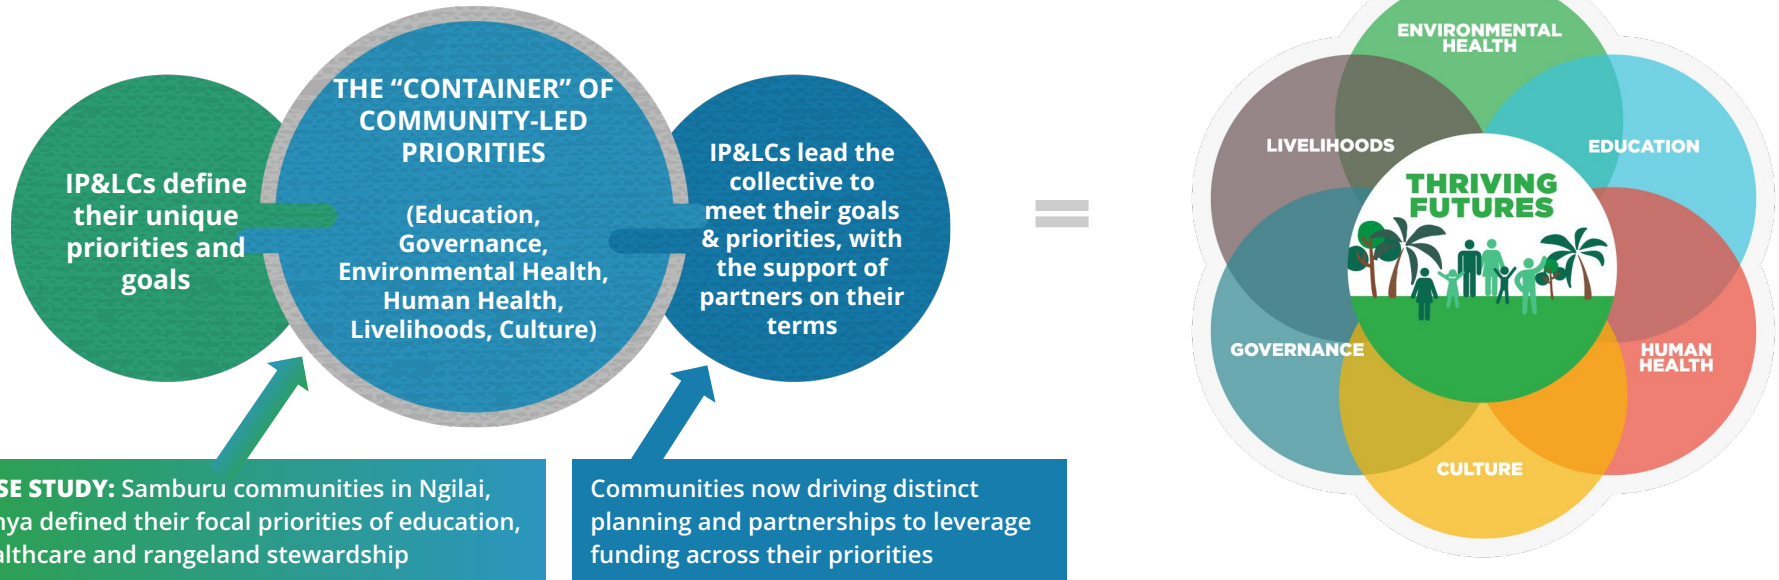 IP&LCs define
their unique
priorities and
goals
THE “CONTAINER” OF
COMMUNITY-LED
PRIORITIES
(Education,
Governance,
Environmental Health,
Human Health,
Livelihoods, Culture)
IP&LCs lead the
collective to
meet their goals
& priorities, with
the support of
partners on their
terms
=
SE STUDY: Samburu communities in Ngilai,
nya defined their focal priorities of education,
althcare and rangeland stewardship
Communities now driving distinct
planning and partnerships to leverage
funding across their priorities
ENVIRONMENTAL
HEALTH
LIVELIHOODS
EDUCATION
THRIVING
FUTURES
GOVERNANCE
HUMAN
HEALTH
CULTURE